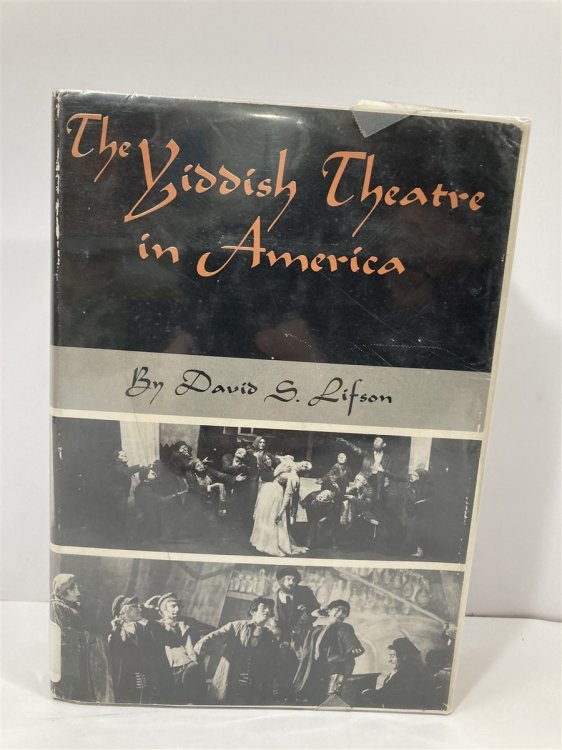 The Yiddish Theatre
in America
By David S. Lifson